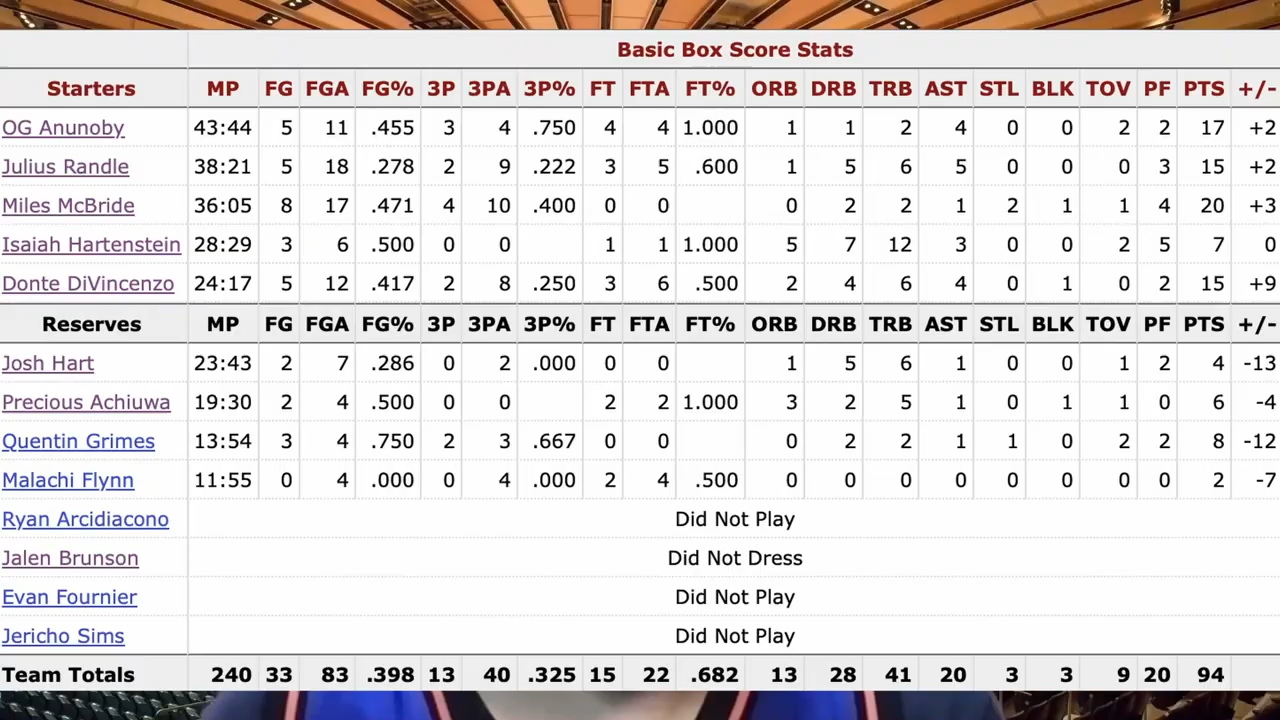 Basic Box Score Stats
Starters MP FG FGA FG% 3P 3PA 3P% FT FTA FT% ORB DRB TRB AST STL BLK TOV PF PTS +/-
OG Anunoby 43:44 5 11 .455 3 4 .750 4 4 1.000 1 1 2 4 0 0 2 2 17 +2
Julius Randle 38:21 5 18 .278 2 9 .222 3 5 .600 1 5 6 5 0 0 0 3 15 +2
Miles McBride 36:05 8 17 .471 4 10 .400 0 0 0 2 2 1 2 1 1 4 20 +3
Isaiah Hartenstein 28:29 3 6 .500 0 0 1 1 1.000 5 7 12 3 0 0 2 5 7 0
Donte DiVincenzo 24:17 5 12 .417 2 8 .250 3 6 .500 2 4 6 4 0 1 0 2 15 +9
Reserves MP FG FGA FG% 3P 3PA 3P% FT FTA FT% ORB DRB TRB AST STL BLK TOV PF PTS +/-
Josh Hart 23:43 2 7 .286 0 2 .000 0 0 1 5 6 1 0 0 1 2 4 -13
Precious Achiuwa 19:30 2 4 .500 0 0 2 2 1.000 3 2 5 1 0 1 1 0 6 -4
Quentin Grimes 13:54 3 4 .750 2 3 .667 0 0 0 2 2 1 1 0 2 2 8 -12
Malachi Flynn 11:55 0 4 .000 0 4 .000 2 4 .500 0 0 0 0 0 0 0 0 2 -7
Ryan Arcidiacono Did Not Play
Jalen Brunson Did Not Dress
Evan Fournier Did Not Play
Jericho Sims Did Not Play
Team Totals 240 33 83 .398 13 40 .325 15 22 .682 13 28 41 20 3 3 9 20 94